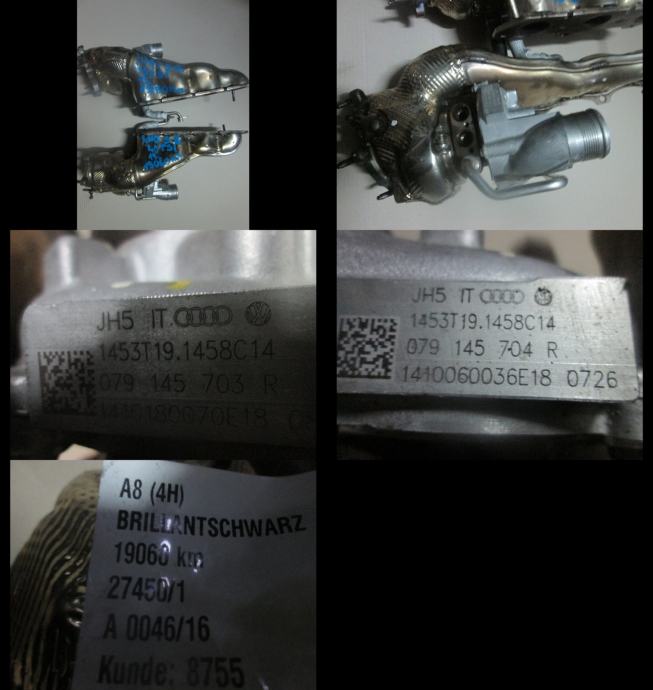 JH5 IT
1453T19.1458C14
079 145 703 R
1410180070E18
JH5 IT
1453T19.1458C14
079 145 704 R
1410060036E18 0726
A8 (4H)
BRILLANTSCHWARZ
19060 km
27450/1
A 0046/16
Kunde: 8755